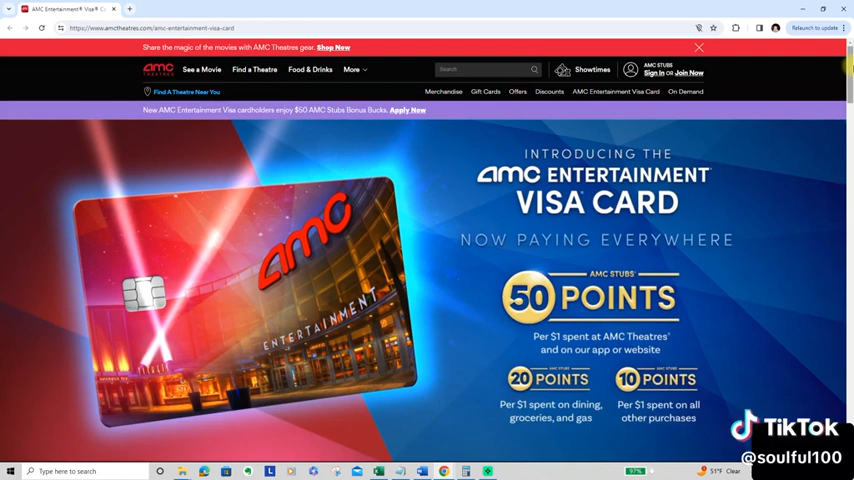 AMC Entertainment® Visa® C
https://www.amctheatres.com/amc-entertainment-visa-card
Relaunch to update
Share the magic of the movies with AMC Theatres gear. Shop Now
amc
THEATRES
See a Movie
Find a Theatre
Food & Drinks
More
Search
Showtimes
AMC STUBS
Sign In or Join Now
Find A Theatre Near You
Merchandise
Gift Cards
Offers
Discounts
AMC Entertainment Visa Card
On Demand
New AMC Entertainment Visa cardholders enjoy $50 AMC Stubs Bonus Bucks. Apply Now
amc
ENTERTAINMENT
INTRODUCING THE
amc ENTERTAINMENT
VISA CARD
NOW PAYING EVERYWHERE
AMC STUBS
50 POINTS
Per $1 spent at AMC Theatres®
and on our app or website
AMC STUBS
20 POINTS
Per $1 spent on dining,
groceries, and gas
AMC STUBS
10 POINTS
Per $1 spent on all
other purchases
TikTok
@soulful100
Type here to search
97%
51°F Clear